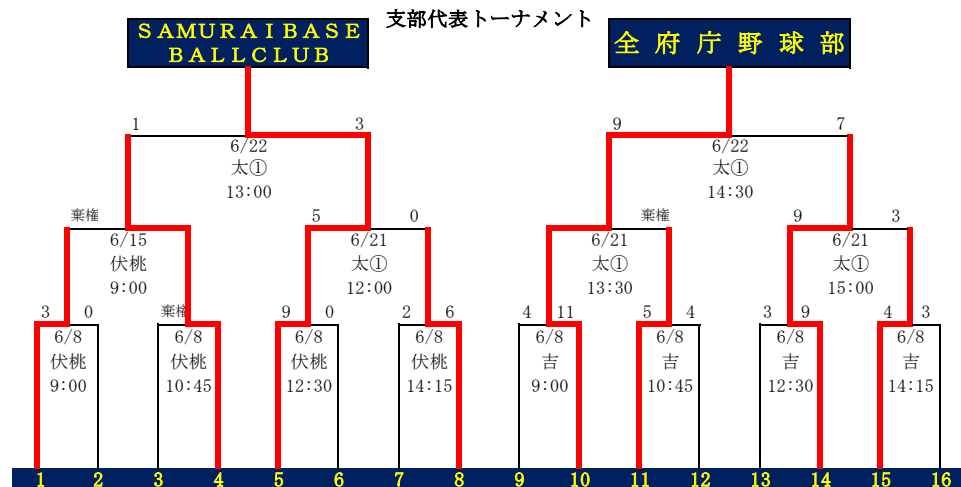 支部代表トーナメント
ＳＡＭＵＲＡＩＢＡＳＥ
ＢＡＬＬＣＬＵＢ
全府庁野球部
1 3 9 7
6/22 6/22
太① 太①
13:00 14:30
棄権 5 0 棄権 9 3
6/15 6/21 6/21 6/21
伏桃 太① 太① 太①
9:00 12:00 13:30 15:00
3 0 棄権 9 0 2 6 4 11 5 4 3 9 4 3
6/8 6/8 6/8 6/8 6/8 6/8 6/8 6/8
伏桃 伏桃 伏桃 伏桃 吉 吉 吉 吉
9:00 10:45 12:30 14:15 9:00 10:45 12:30 14:15
1 2 3 4 5 6 7 8 9 10 11 12 13 14 15 16